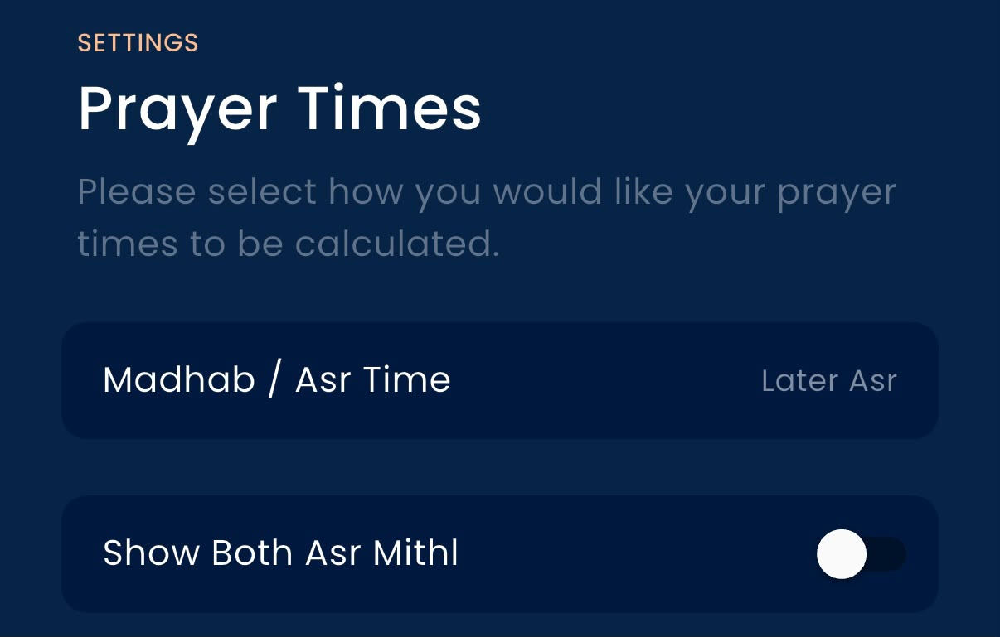 SETTINGS
Prayer Times
Please select how you would like your prayer
times to be calculated.
Madhab / Asr Time
Later Asr
Show Both Asr Mithl